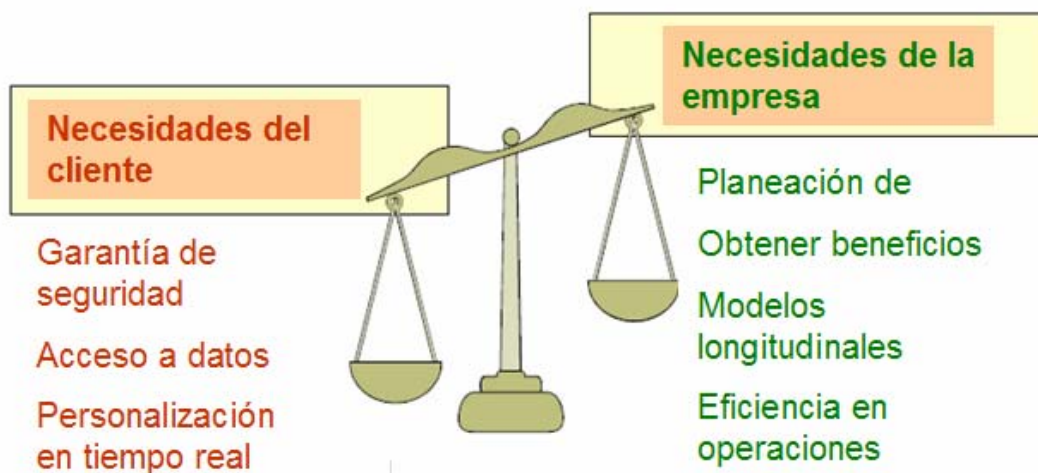 Necesidades del
cliente
Garantía de
seguridad
Acceso a datos
Personalización
en tiempo real
Necesidades de la
empresa
Planeación de
Obtener beneficios
Modelos
longitudinales
Eficiencia en
operaciones